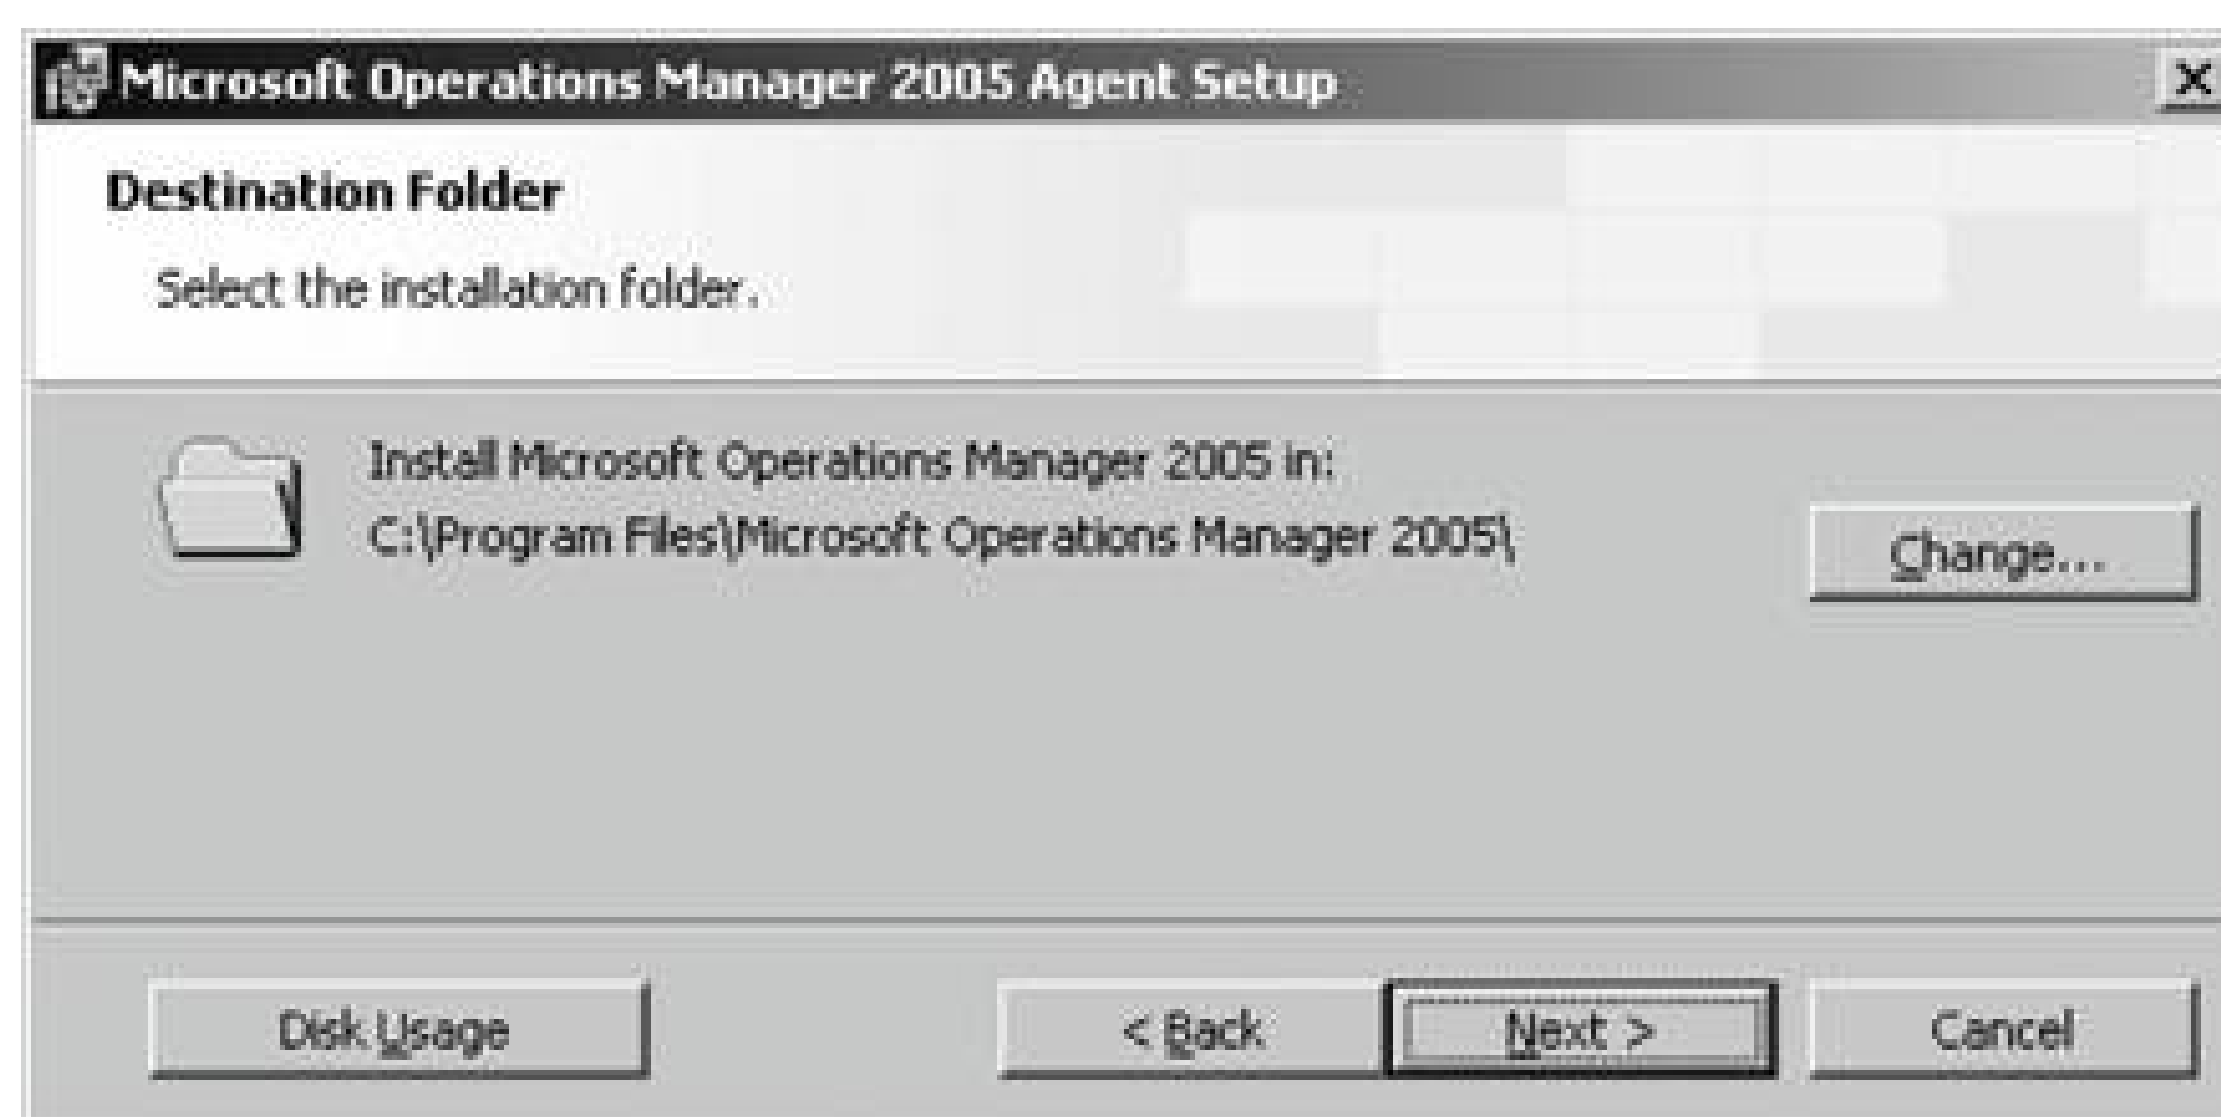 Microsoft Operations Manager 2005 Agent Setup
Destination Folder
Select the installation folder.
Install Microsoft Operations Manager 2005 in:
C:\Program Files\Microsoft Operations Manager 2005\
Change...
Disk Usage
< Back
Next >
Cancel